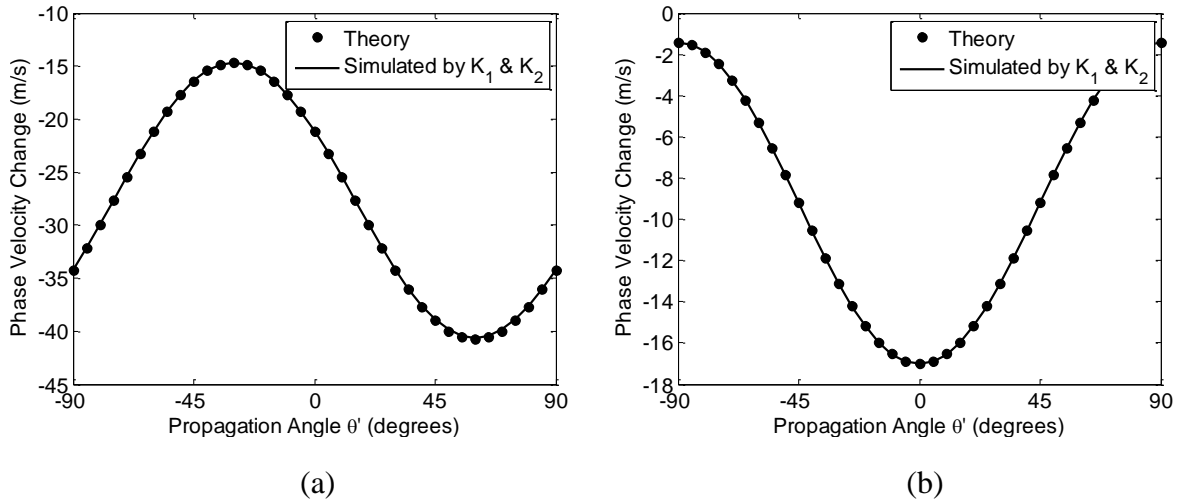 -10
-15
-20
-25
-30
-35
-40
-45
-90
-45
0
45
90
Phase Velocity Change (m/s)
Propagation Angle θ' (degrees)
Theory
Simulated by K₁ & K₂
(a)
0
-2
-4
-6
-8
-10
-12
-14
-16
-18
-90
-45
0
45
90
Phase Velocity Change (m/s)
Propagation Angle θ' (degrees)
Theory
Simulated by K₁ & K₂
(b)